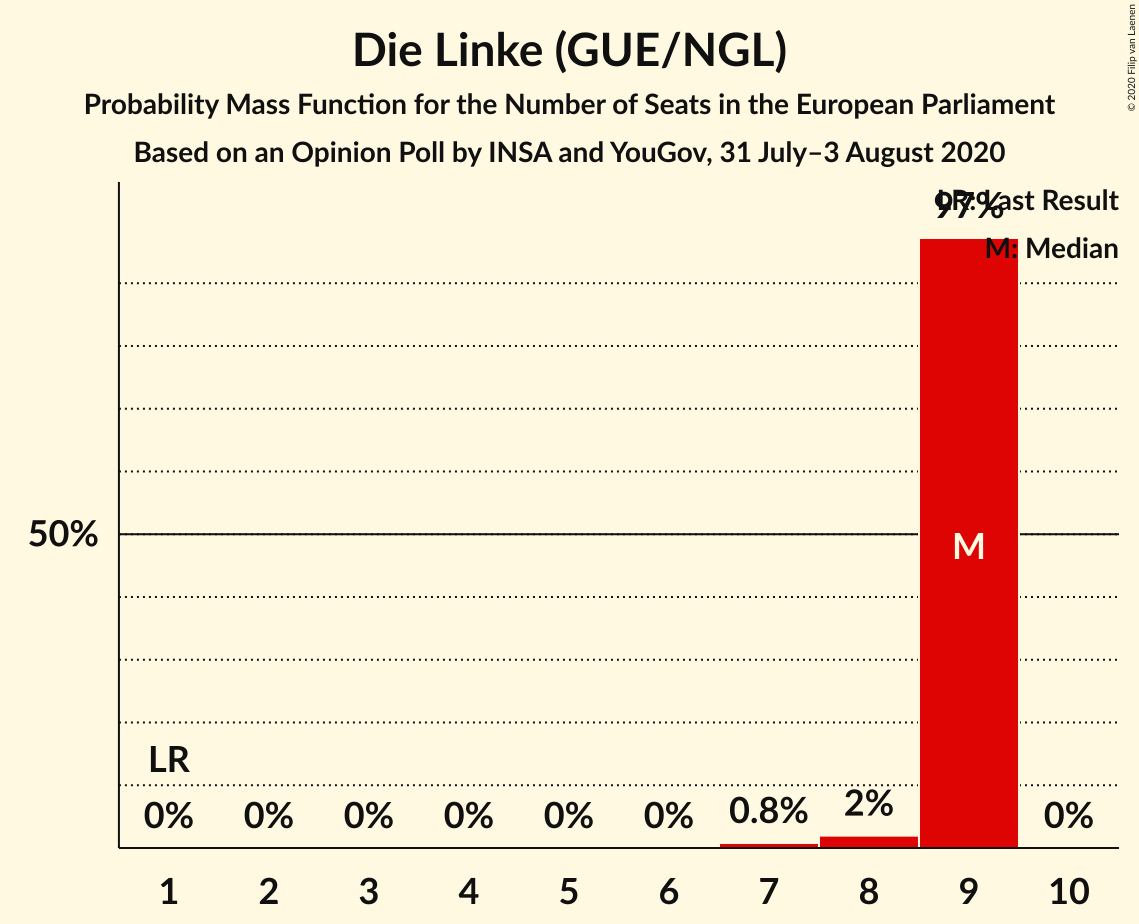 Die Linke (GUE/NGL)
Probability Mass Function for the Number of Seats in the European Parliament
Based on an Opinion Poll by INSA and YouGov, 31 July–3 August 2020
© 2020 Filip van Laenen
LR: Last Result
M: Median
97%
50%
M
LR
0% 0% 0% 0% 0% 0% 0.8% 2% 0%
1 2 3 4 5 6 7 8 9 10